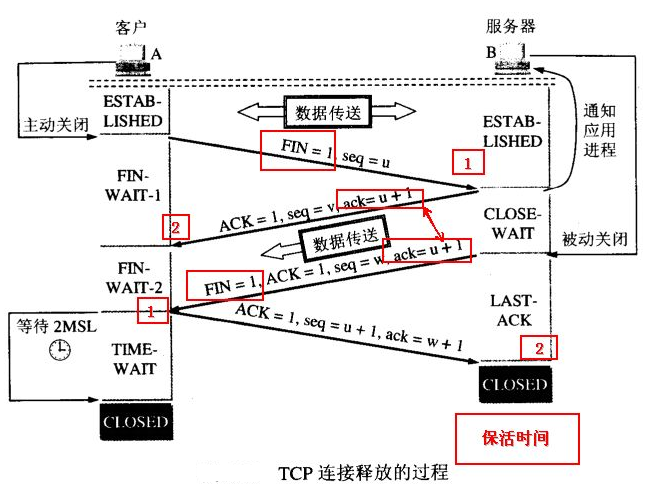 客户
服务器
A
B
ESTAB-
LISHED
数据传送
主动关闭
ESTAB-
LISHED
通知
应用
进程
FIN = 1, seq = u
1
FIN-
WAIT-1
ACK = 1, seq = v, ack= u + 1
2
CLOSE-
WAIT
数据传送
被动关闭
FIN = 1, ACK = 1, seq = w, ack= u + 1
FIN-
WAIT-2
1
LAST-
ACK
ACK = 1, seq = u + 1, ack = w + 1
等待 2MSL
2
TIME-
WAIT
CLOSED
CLOSED
保活时间
TCP 连接释放的过程